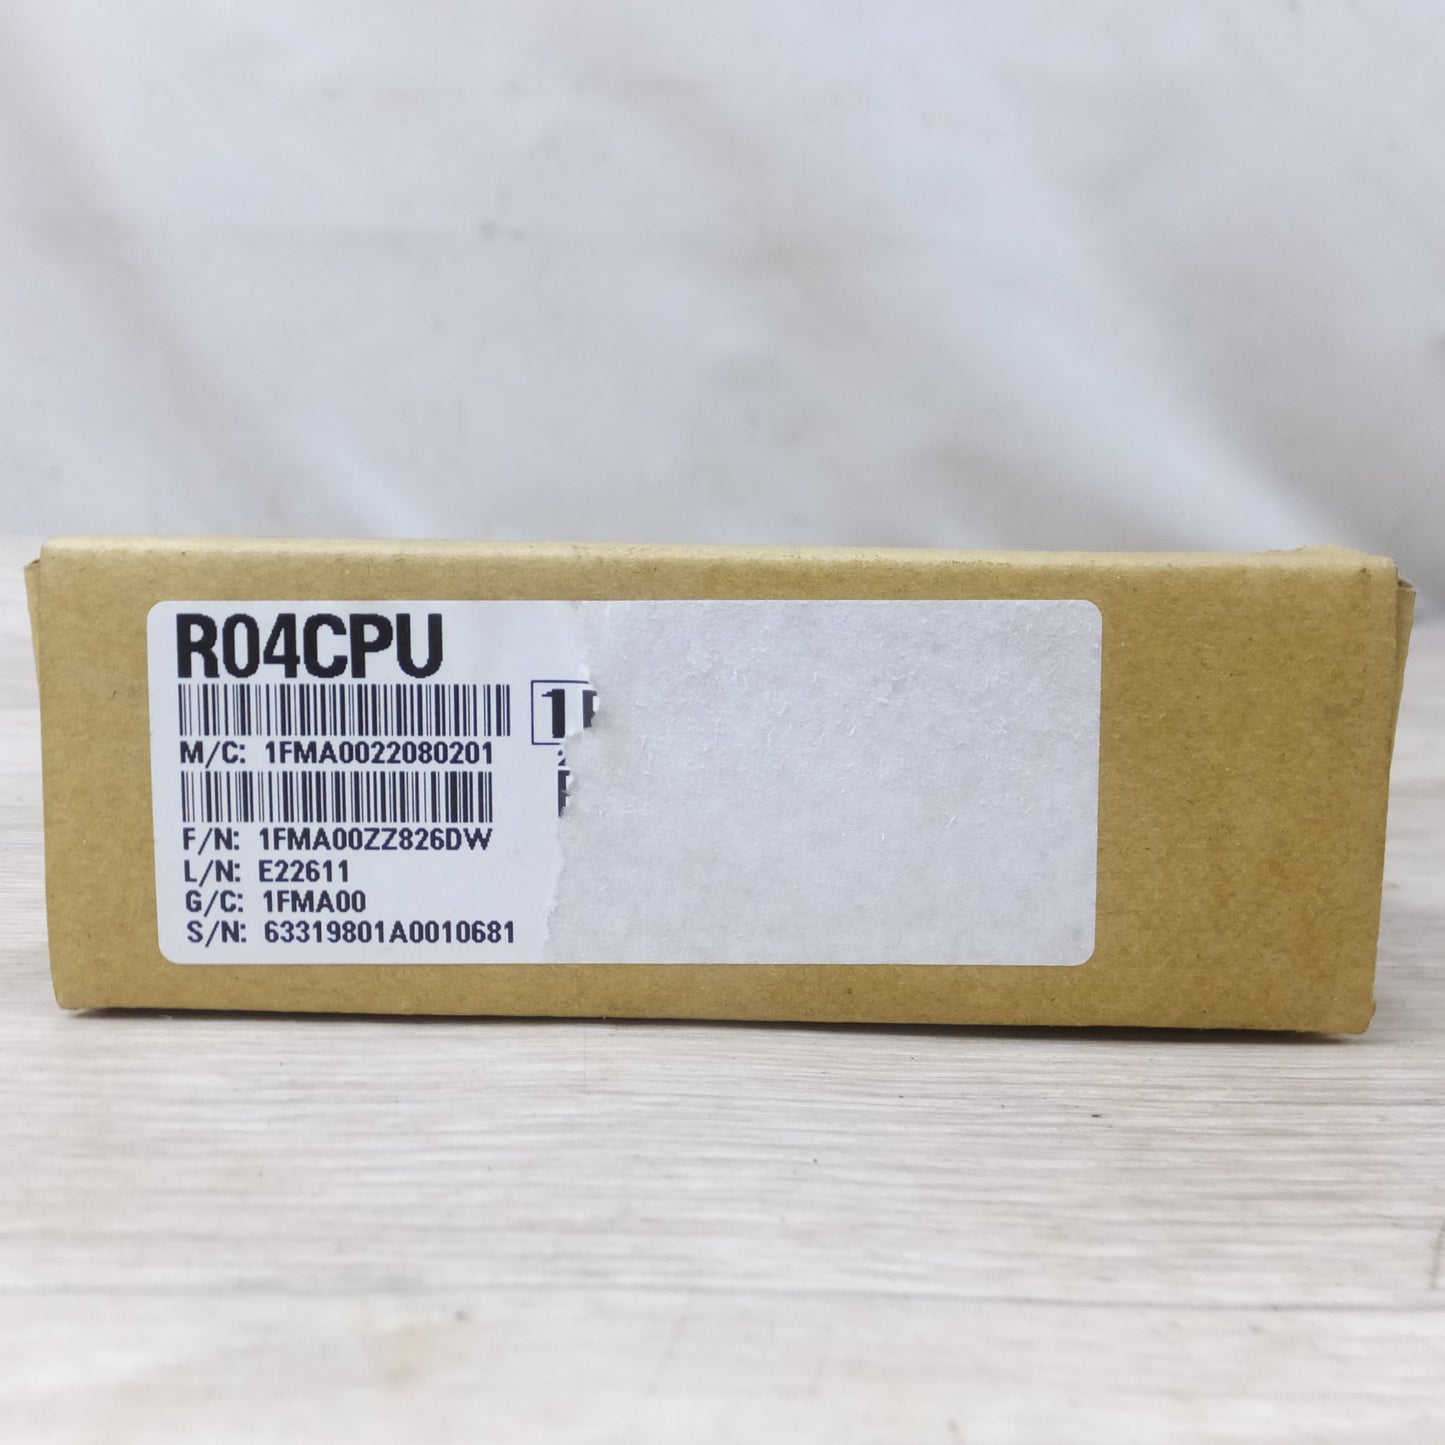 R04CPU
M/C: 1FMA0022080201
F/N: 1FMA00ZZ826DW
L/N: E22611
G/C: 1FMA00
S/N: 63319801A0010681